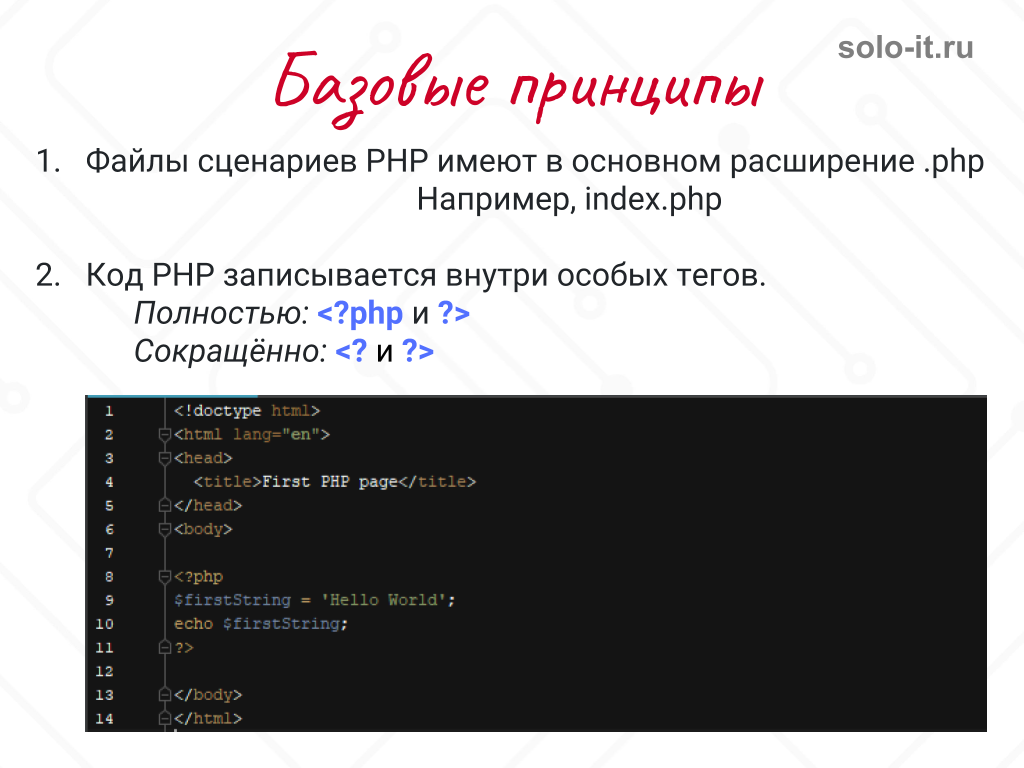 solo-it.ru
Базовые принципы
1. Файлы сценариев PHP имеют в основном расширение .php
Например, index.php
2. Код PHP записывается внутри особых тегов.
Полностью: <?php и ?>
Сокращённо: <? и ?>
1 <!doctype html>
2 <html lang="en">
3 <head>
4 <title>First PHP page</title>
5 </head>
6 <body>
7
8 <?php
9 $firstString = 'Hello World';
10 echo $firstString;
11 ?>
12
13 </body>
14 </html>